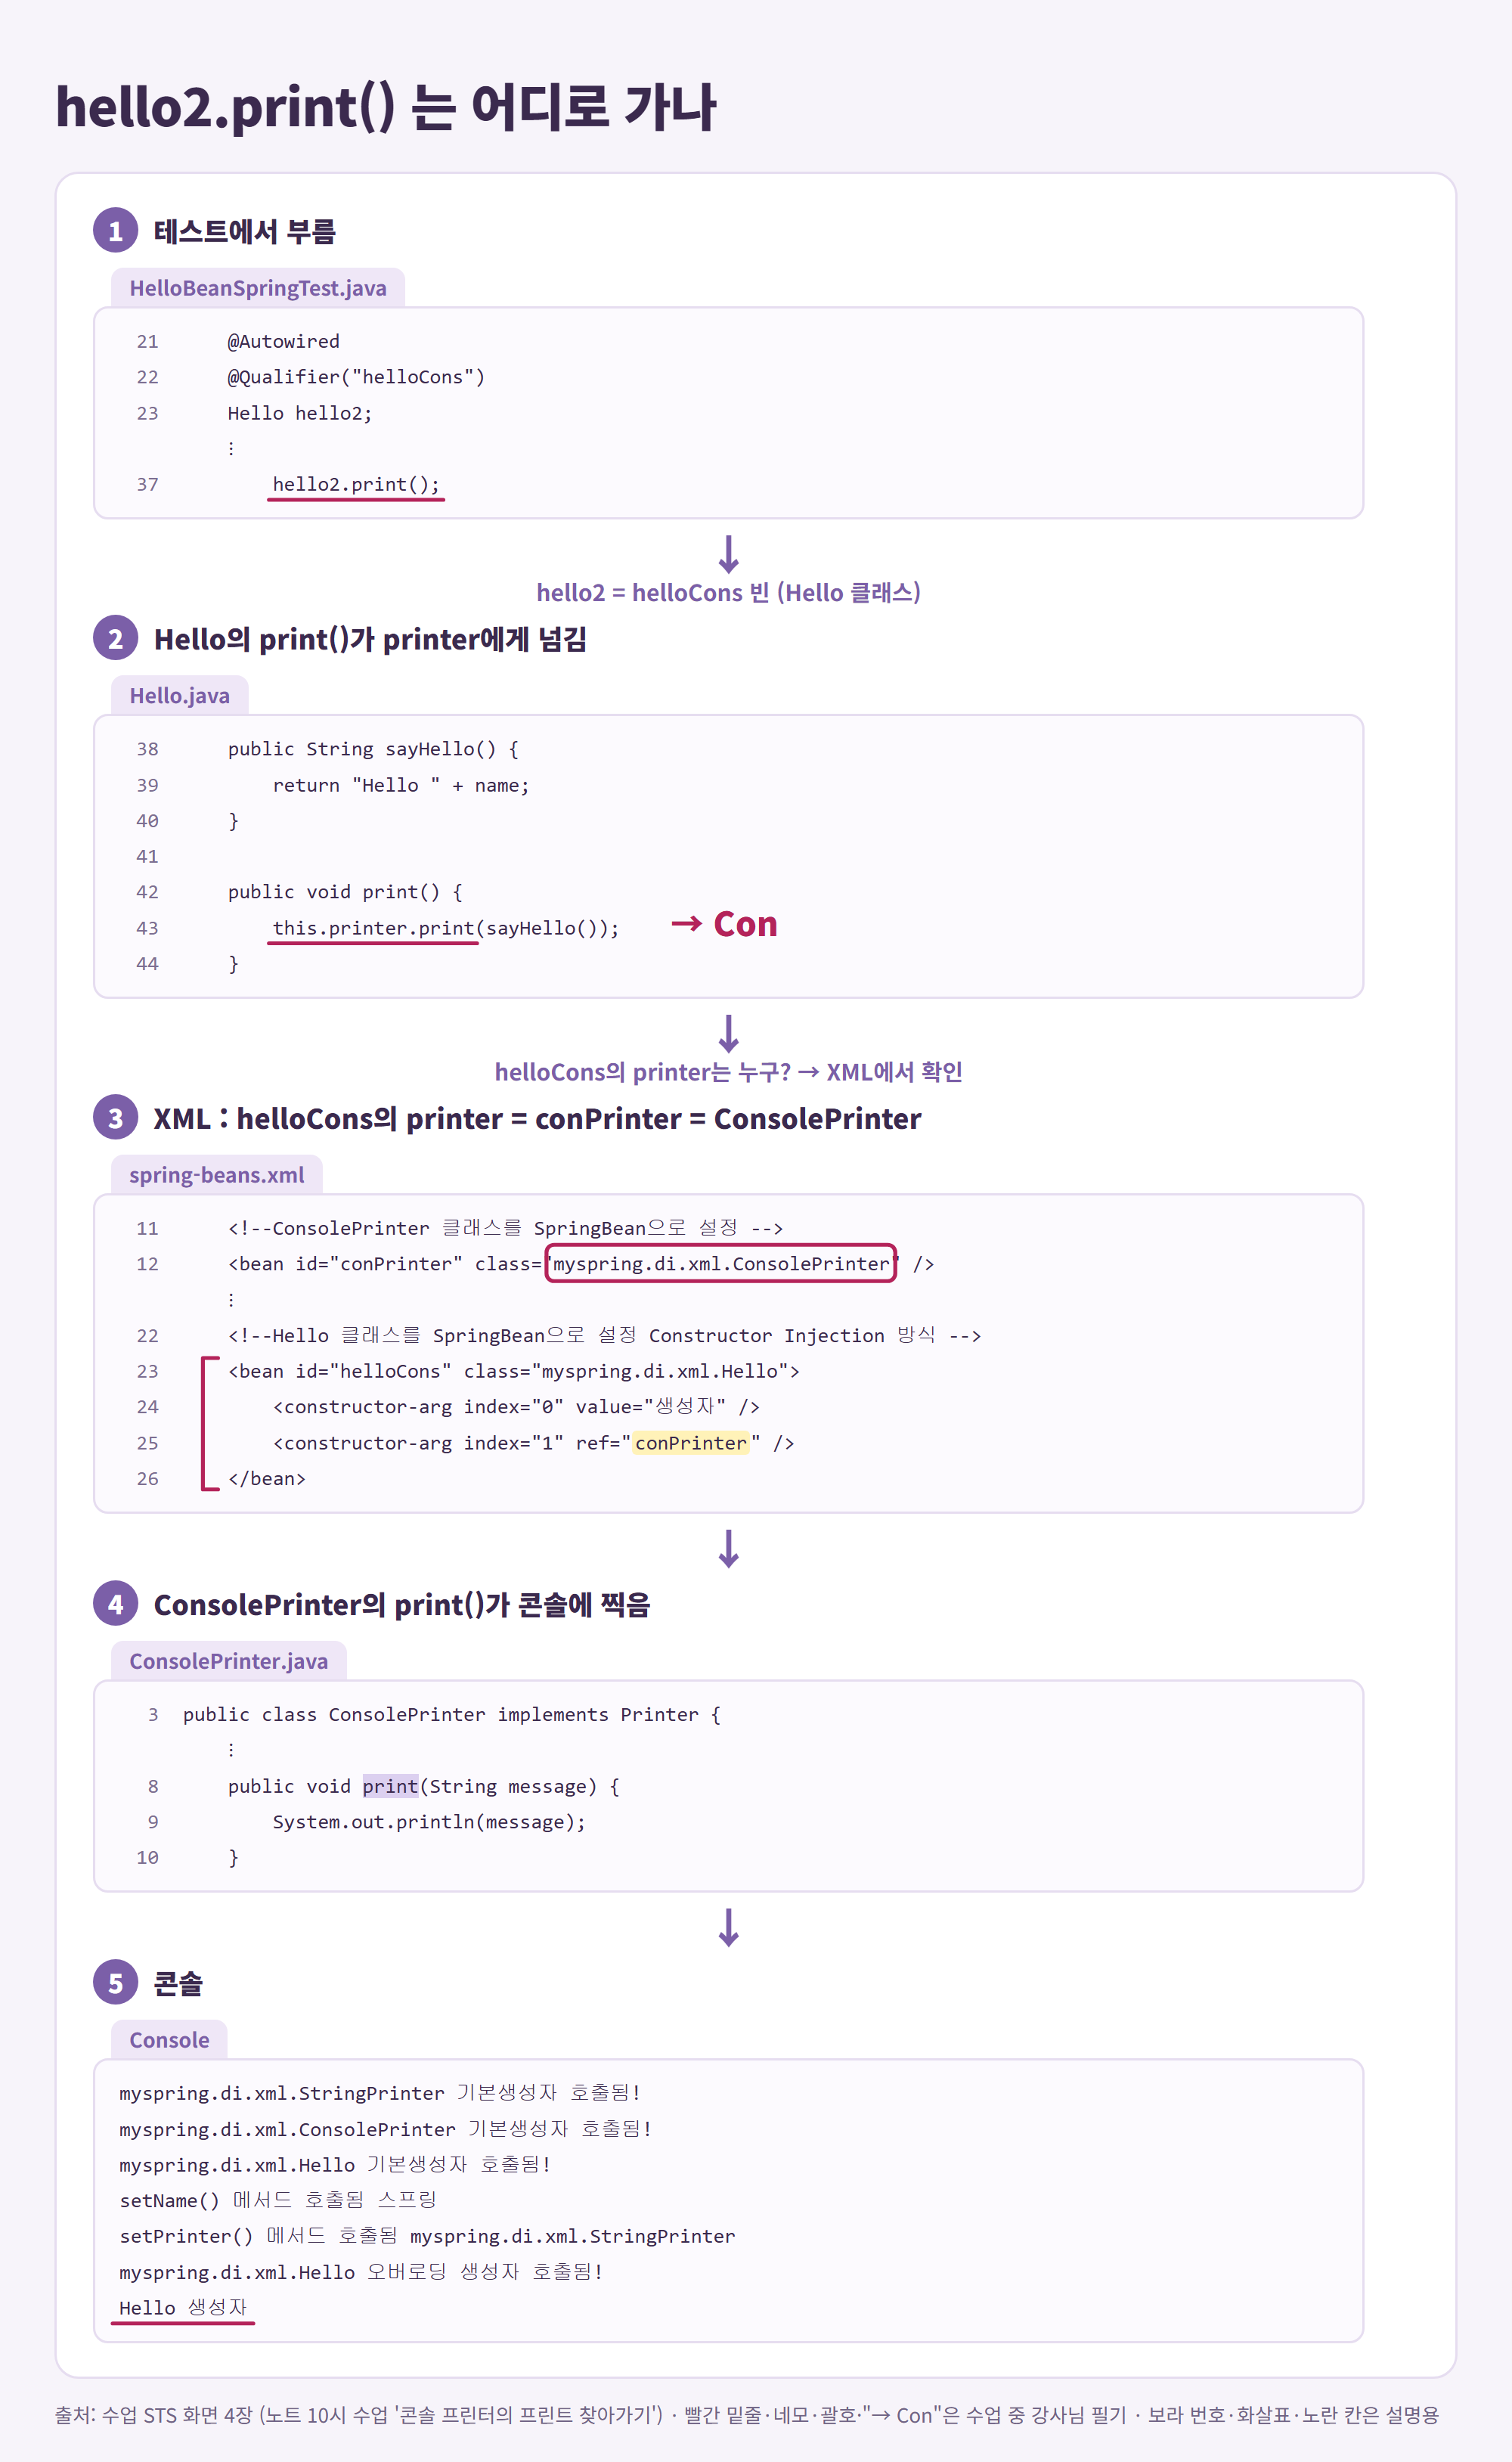 hello2.print() 는 어디로 가나
1 테스트에서 부름
HelloBeanSpringTest.java
21 @Autowired
22 @Qualifier("helloCons")
23 Hello hello2;
⋮
37 hello2.print();
↓
hello2 = helloCons 빈 (Hello 클래스)
2 Hello의 print()가 printer에게 넘김
Hello.java
38 public String sayHello() {
39 return "Hello " + name;
40 }
41
42 public void print() {
43 this.printer.print(sayHello()); → Con
44 }
↓
helloCons의 printer는 누구? → XML에서 확인
3 XML : helloCons의 printer = conPrinter = ConsolePrinter
spring-beans.xml
11 <!--ConsolePrinter 클래스를 SpringBean으로 설정 -->
12 <bean id="conPrinter" class="myspring.di.xml.ConsolePrinter" />
⋮
22 <!--Hello 클래스를 SpringBean으로 설정 Constructor Injection 방식 -->
23 <bean id="helloCons" class="myspring.di.xml.Hello">
24 <constructor-arg index="0" value="생성자" />
25 <constructor-arg index="1" ref="conPrinter" />
26 </bean>
↓
4 ConsolePrinter의 print()가 콘솔에 찍음
ConsolePrinter.java
3 public class ConsolePrinter implements Printer {
⋮
8 public void print(String message) {
9 System.out.println(message);
10 }
↓
5 콘솔
Console
myspring.di.xml.StringPrinter 기본생성자 호출됨!
myspring.di.xml.ConsolePrinter 기본생성자 호출됨!
myspring.di.xml.Hello 기본생성자 호출됨!
setName() 메서드 호출됨 스프링
setPrinter() 메서드 호출됨 myspring.di.xml.StringPrinter
myspring.di.xml.Hello 오버로딩 생성자 호출됨!
Hello 생성자
출처: 수업 STS 화면 4장 (노트 10시 수업 '콘솔 프린터의 프린트 찾아가기') · 빨간 밑줄·네모·괄호·"→ Con"은 수업 중 강사님 필기 · 보라 번호·화살표·노란 칸은 설명용